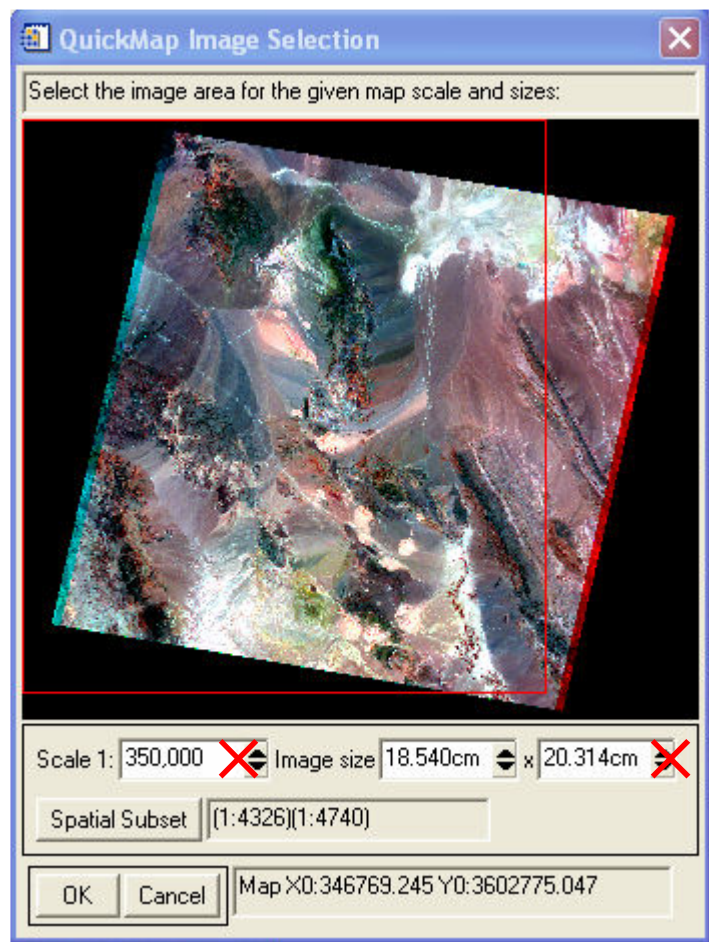 QuickMap Image Selection
Select the image area for the given map scale and sizes:
Scale 1: 350,000 Image size 18.540cm x 20.314cm
Spatial Subset (1:4326)(1:4740)
OK Cancel Map X0:346769.245 Y0:3602775.047